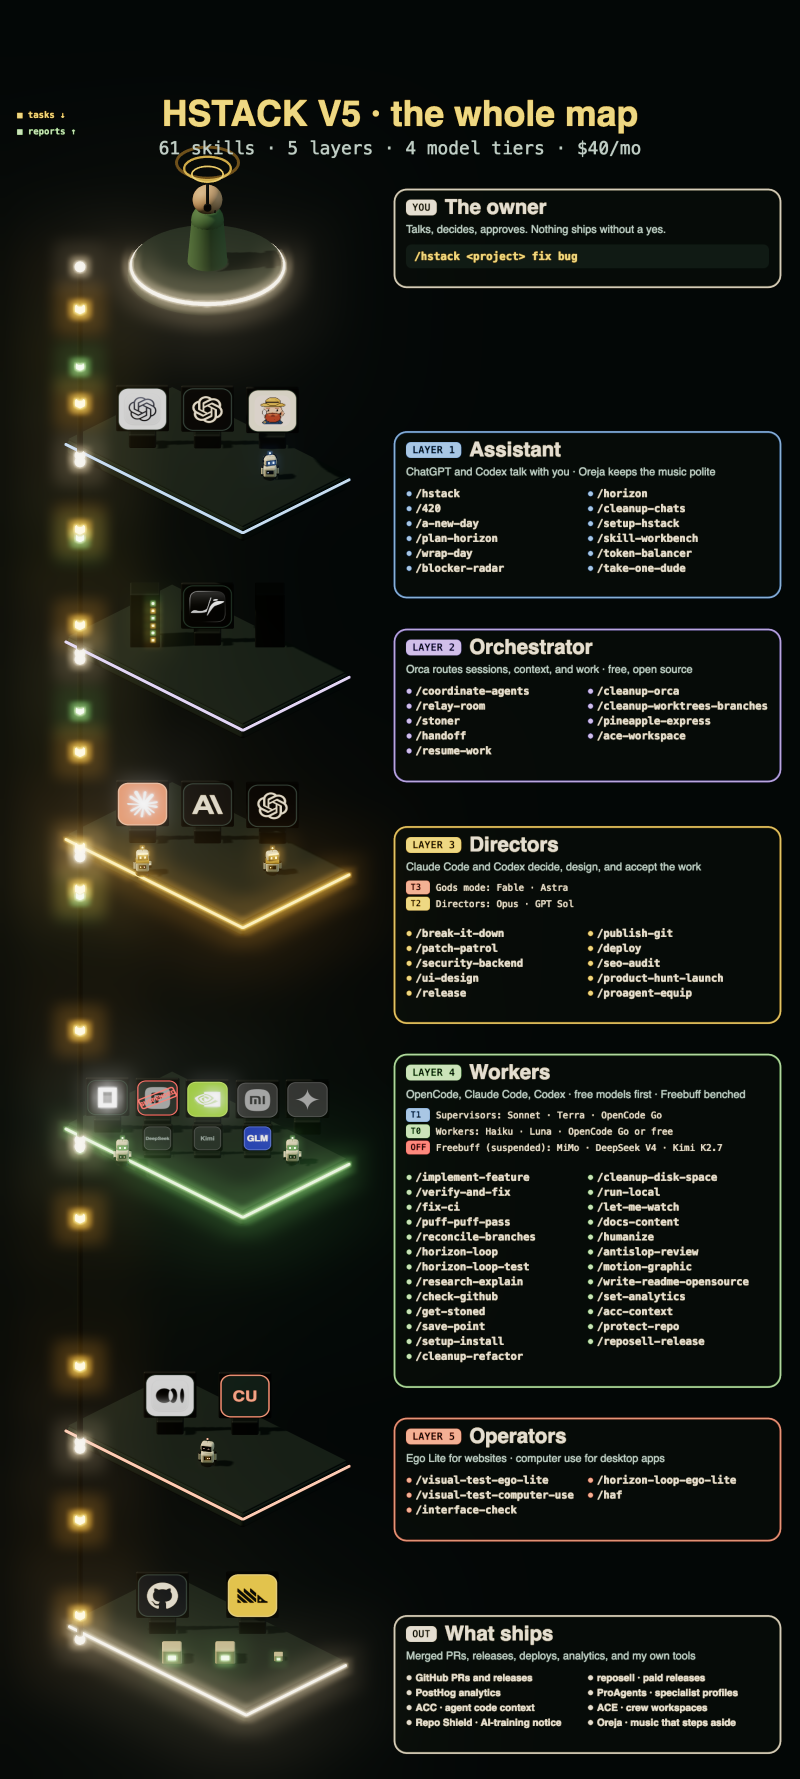 HSTACK V5 · the whole map
61 skills · 5 layers · 4 model tiers · $40/mo
tasks ↓
reports ↑
YOU The owner
Talks, decides, approves. Nothing ships without a yes.
/hstack <project> fix bug
LAYER 1 Assistant
ChatGPT and Codex talk with you · Oreja keeps the music polite
/hstack
/420
/a-new-day
/plan-horizon
/wrap-day
/blocker-radar
/horizon
/cleanup-chats
/setup-hstack
/skill-workbench
/token-balancer
/take-one-dude
LAYER 2 Orchestrator
Orca routes sessions, context, and work · free, open source
/coordinate-agents
/relay-room
/stoner
/handoff
/resume-work
/cleanup-orca
/cleanup-worktrees-branches
/pineapple-express
/ace-workspace
LAYER 3 Directors
Claude Code and Codex decide, design, and accept the work
T3 Gods mode: Fable · Astra
T2 Directors: Opus · GPT Sol
/break-it-down
/patch-patrol
/security-backend
/ui-design
/release
/publish-git
/deploy
/seo-audit
/product-hunt-launch
/proagent-equip
DeepSeek
Kimi
GLM
LAYER 4 Workers
OpenCode, Claude Code, Codex · free models first · Freebuff benched
T1 Supervisors: Sonnet · Terra · OpenCode Go
T0 Workers: Haiku · Luna · OpenCode Go or free
OFF Freebuff (suspended): MiMo · DeepSeek V4 · Kimi K2.7
/implement-feature
/verify-and-fix
/fix-ci
/puff-puff-pass
/reconcile-branches
/horizon-loop
/horizon-loop-test
/research-explain
/check-github
/get-stoned
/save-point
/setup-install
/cleanup-refactor
/cleanup-disk-space
/run-local
/let-me-watch
/docs-content
/humanize
/antislop-review
/motion-graphic
/write-readme-opensource
/set-analytics
/acc-context
/protect-repo
/reposell-release
CU
LAYER 5 Operators
Ego Lite for websites · computer use for desktop apps
/visual-test-ego-lite
/visual-test-computer-use
/interface-check
/horizon-loop-ego-lite
/haf
OUT What ships
Merged PRs, releases, deploys, analytics, and my own tools
GitHub PRs and releases
PostHog analytics
ACC · agent code context
Repo Shield · AI-training notice
reposell · paid releases
ProAgents · specialist profiles
ACE · crew workspaces
Oreja · music that steps aside